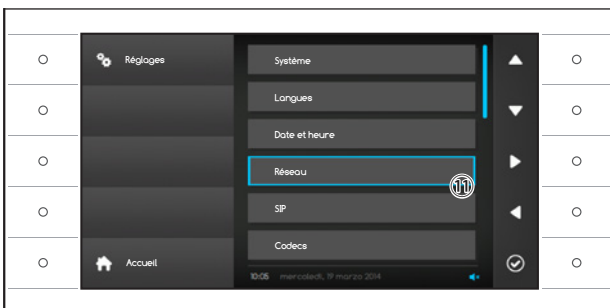 Réglages
Système
Langues
Date et heure
Réseau
11
SIP
Codecs
Accueil
10:05 mercoledì, 19 marzo 2014